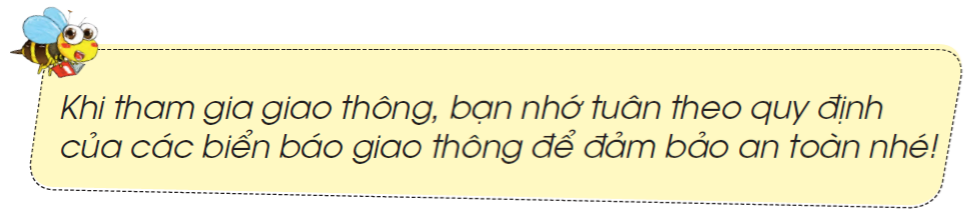 Khi tham gia giao thông, bạn nhớ tuân theo quy định
của các biển báo giao thông để đảm bảo an toàn nhé!